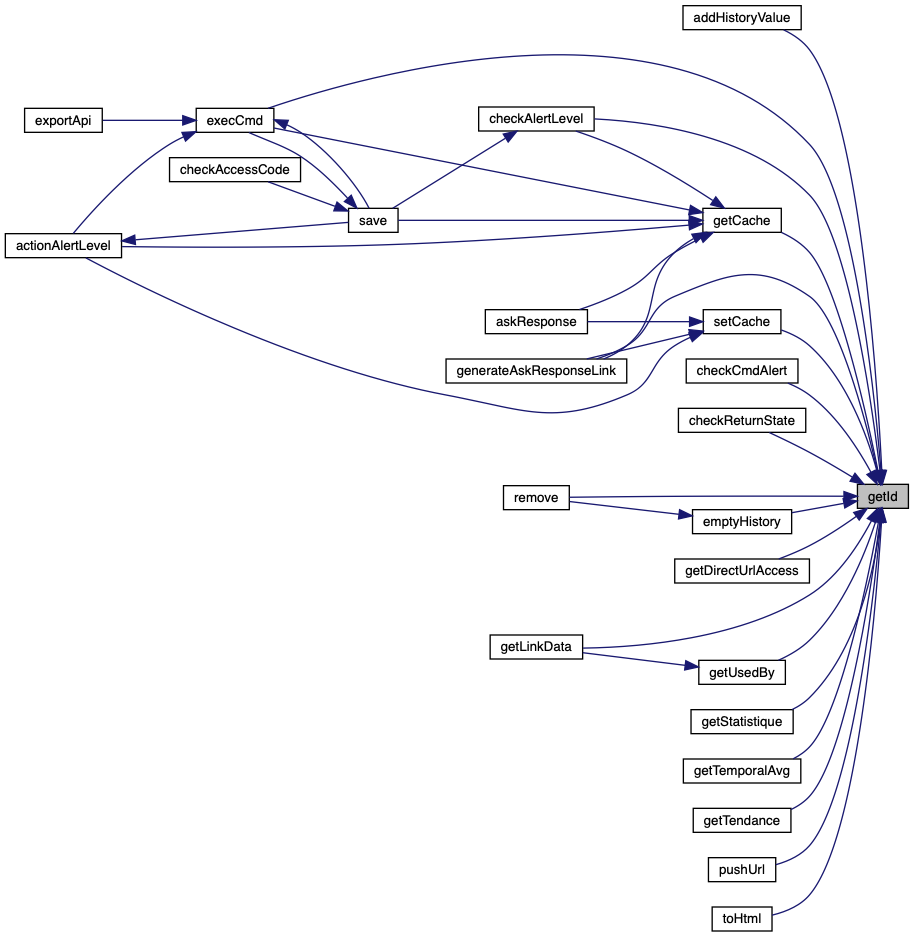 addHistoryValue
exportApi
execCmd
checkAlertLevel
checkAccessCode
save
getCache
actionAlertLevel
askResponse
setCache
generateAskResponseLink
checkCmdAlert
checkReturnState
remove
getId
emptyHistory
getDirectUrlAccess
getLinkData
getUsedBy
getStatistique
getTemporalAvg
getTendance
pushUrl
toHtml